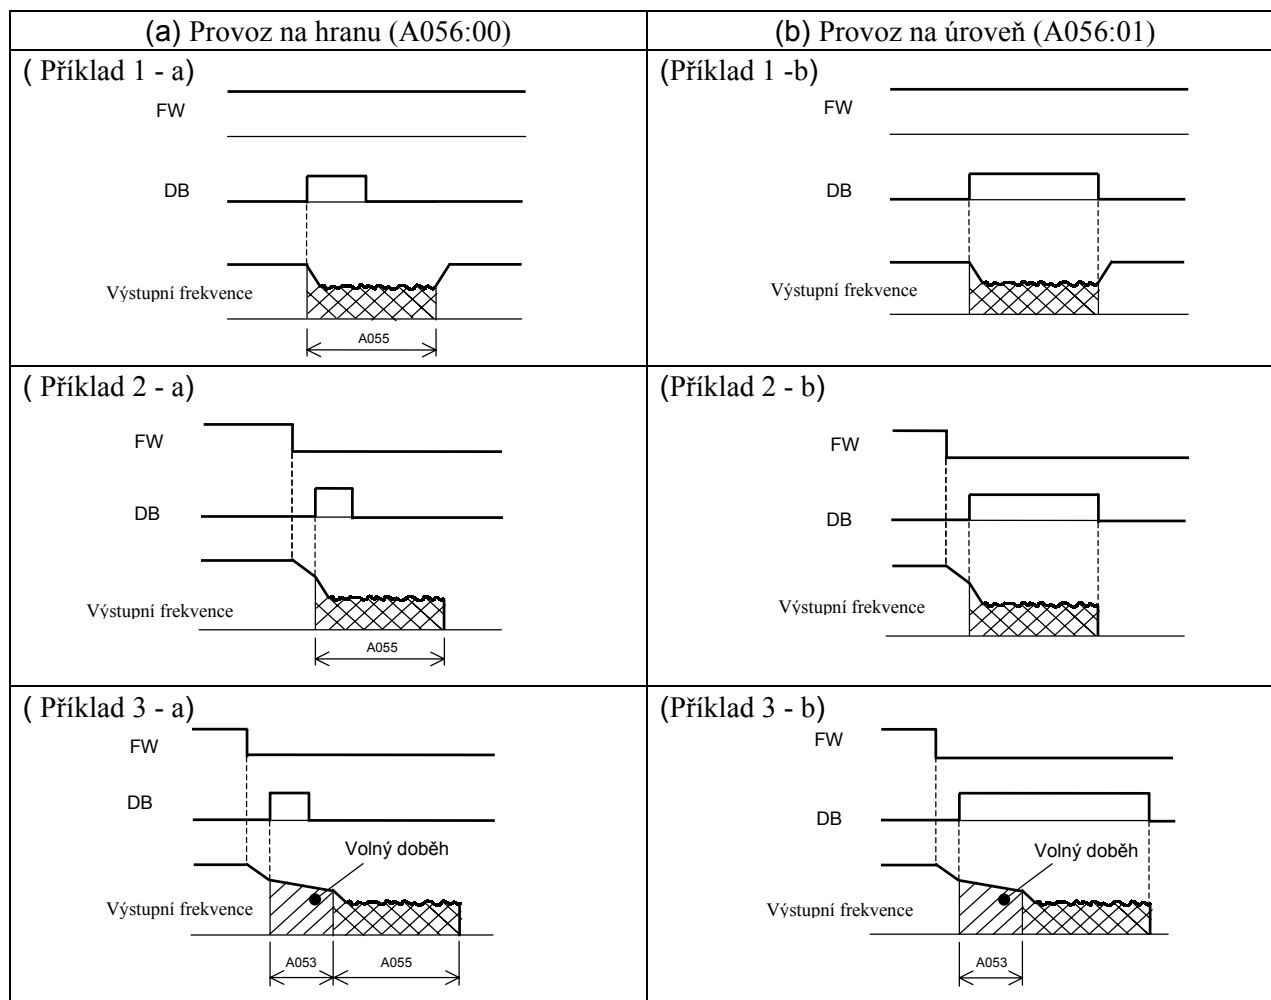 (a) Provoz na hranu (A056:00)
(b) Provoz na úroveň (A056:01)
( Příklad 1 - a)
FW
DB
Výstupní frekvence
A055
(Příklad 1 -b)
FW
DB
Výstupní frekvence
( Příklad 2 - a)
FW
DB
Výstupní frekvence
A055
(Příklad 2 - b)
FW
DB
Výstupní frekvence
( Příklad 3 - a)
FW
DB
Volný doběh
Výstupní frekvence
A053
A055
(Příklad 3 - b)
FW
DB
Volný doběh
Výstupní frekvence
A053